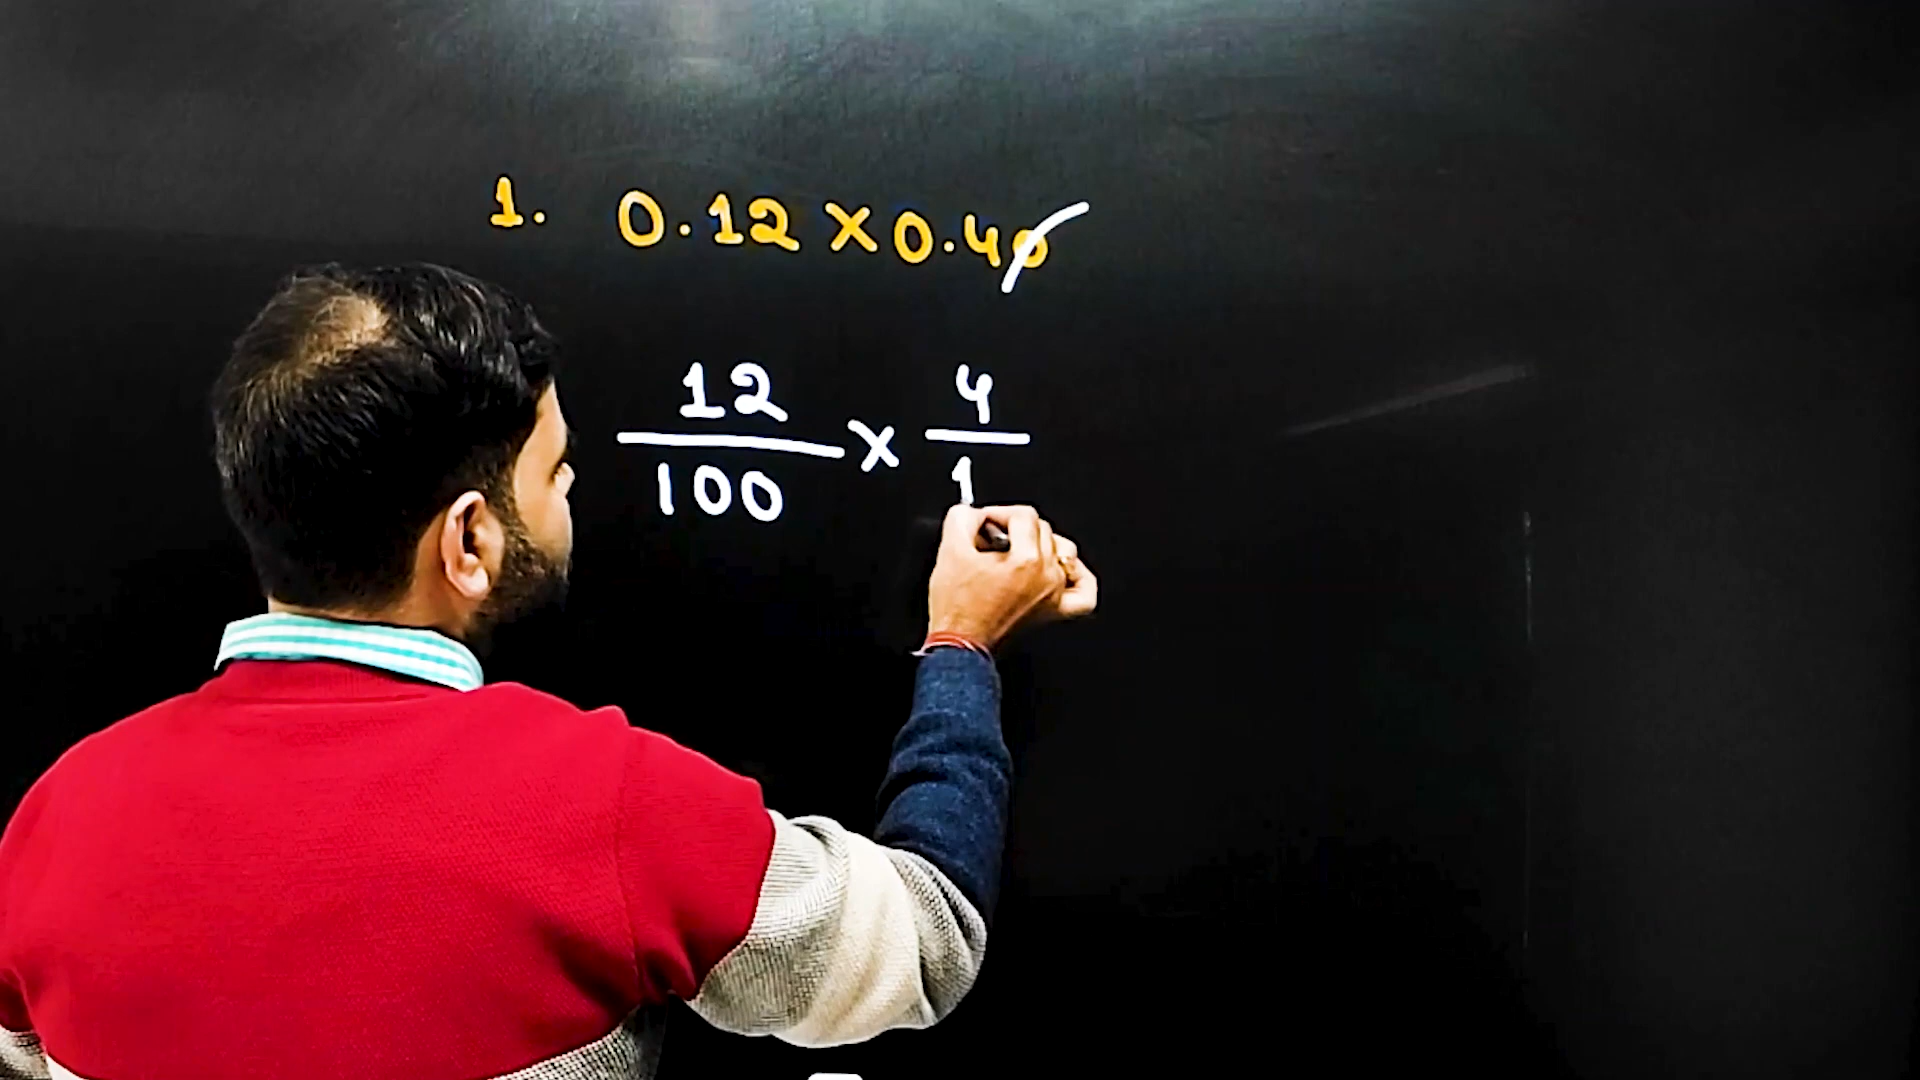 1. 0.12 × 0.40
12 4
— × —
100 1